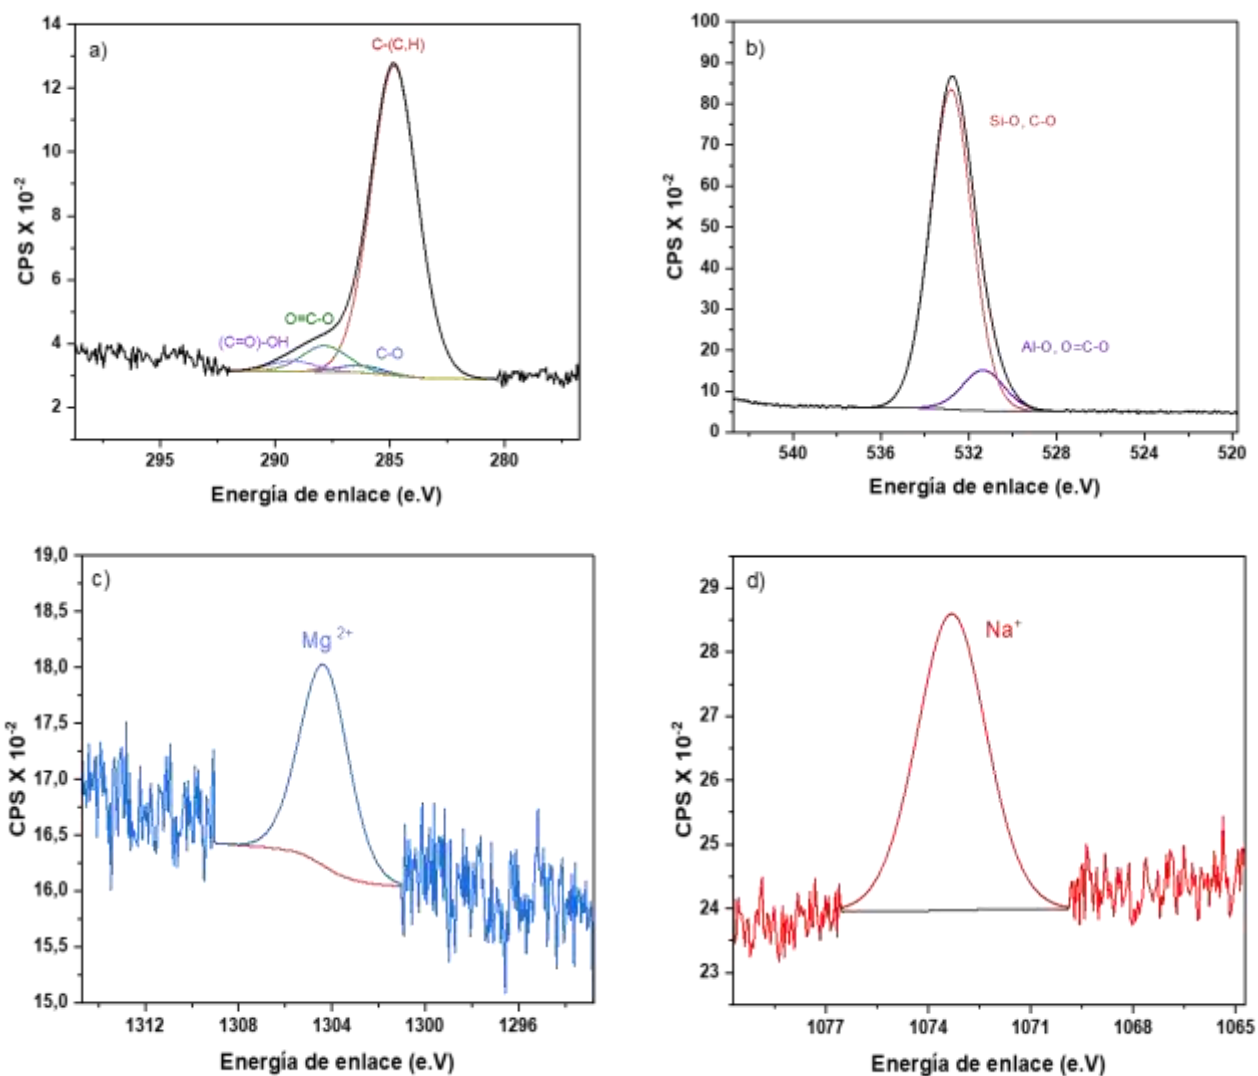 a)
C-(C,H)
O=C-O
(C=O)-OH
C-O
14
12
10
8
6
4
2
CPS X 10-2
295
290
285
280
Energía de enlace (e.V)
b)
Si-O, C-O
Al-O, O=C-O
100
90
80
70
60
50
40
30
20
10
0
CPS X 10-2
540
536
532
528
524
520
Energía de enlace (e.V)
c)
Mg 2+
19,0
18,5
18,0
17,5
17,0
16,5
16,0
15,5
15,0
CPS X 10-2
1312
1308
1304
1300
1296
Energía de enlace (e.V)
d)
Na+
29
28
27
26
25
24
23
CPS X 10-2
1077
1074
1071
1068
1065
Energía de enlace (e.V)